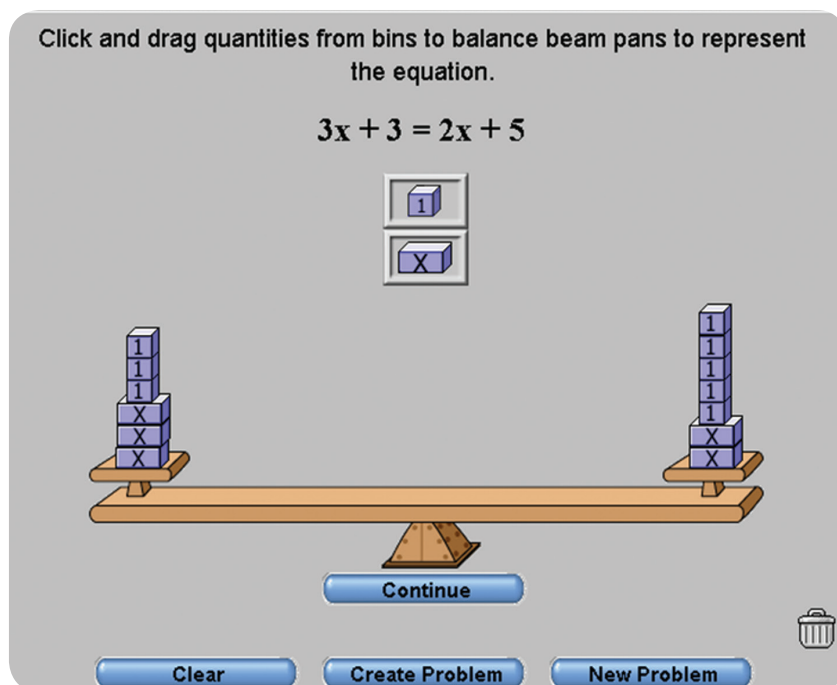 Click and drag quantities from bins to balance beam pans to represent
the equation.
3x + 3 = 2x + 5
1
X
1
1
1
X
X
X
1
1
1
1
1
X
X
Continue
Clear
Create Problem
New Problem